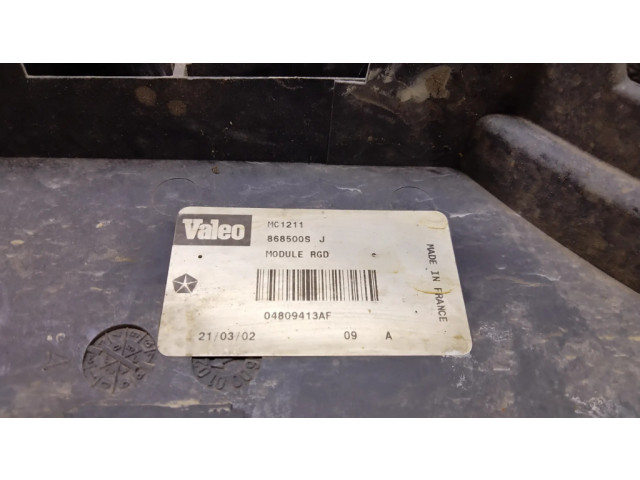 Valeo
MC1211
868500S J
MODULE RGD
04809413AF
21/03/02 09 A
MADE IN FRANCE